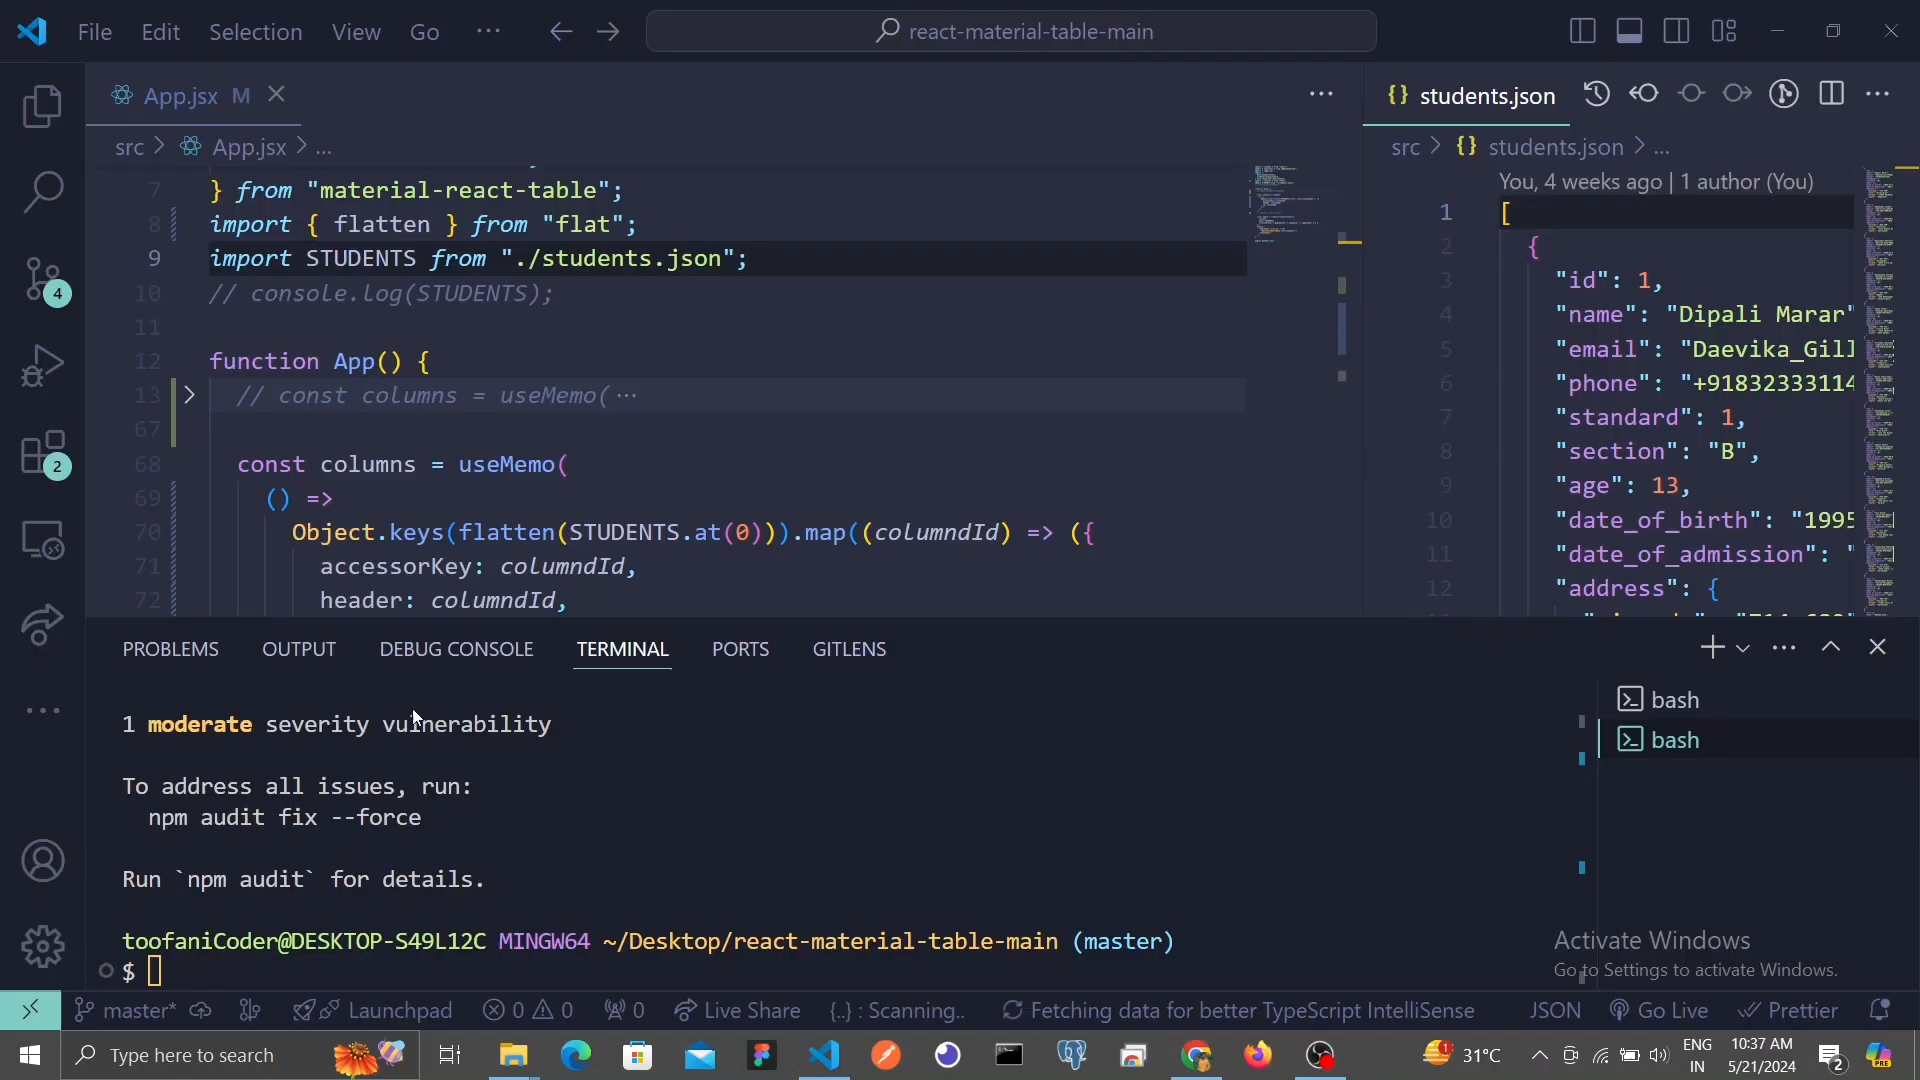 File Edit Selection View Go ··· react-material-table-main
App.jsx M
src > App.jsx > ...
7 } from "material-react-table";
8 import { flatten } from "flat";
9 import STUDENTS from "./students.json";
10 // console.log(STUDENTS);
11
12 function App() {
13 // const columns = useMemo( ···
67
68 const columns = useMemo(
69 () =>
70 Object.keys(flatten(STUDENTS.at(0))).map((columndId) => ({
71 accessorKey: columndId,
72 header: columndId,
{} students.json
src > {} students.json > ...
You, 4 weeks ago | 1 author (You)
1 [
2 {
3 "id": 1,
4 "name": "Dipali Marar"
5 "email": "Daevika_Gill
6 "phone": "+91832333114
7 "standard": 1,
8 "section": "B",
9 "age": 13,
10 "date_of_birth": "1995
11 "date_of_admission": "
12 "address": {
4
2
PROBLEMS OUTPUT DEBUG CONSOLE TERMINAL PORTS GITLENS
1 moderate severity vulnerability
To address all issues, run:
npm audit fix --force
Run `npm audit` for details.
toofaniCoder@DESKTOP-S49L12C MINGW64 ~/Desktop/react-material-table-main (master)
$
bash
bash
Activate Windows
Go to Settings to activate Windows.
master* Launchpad 0 0 0 Live Share {..} : Scanning.. Fetching data for better TypeScript IntelliSense JSON Go Live Prettier
Type here to search 1 31°C ENG IN 10:37 AM 5/21/2024 2 PRE